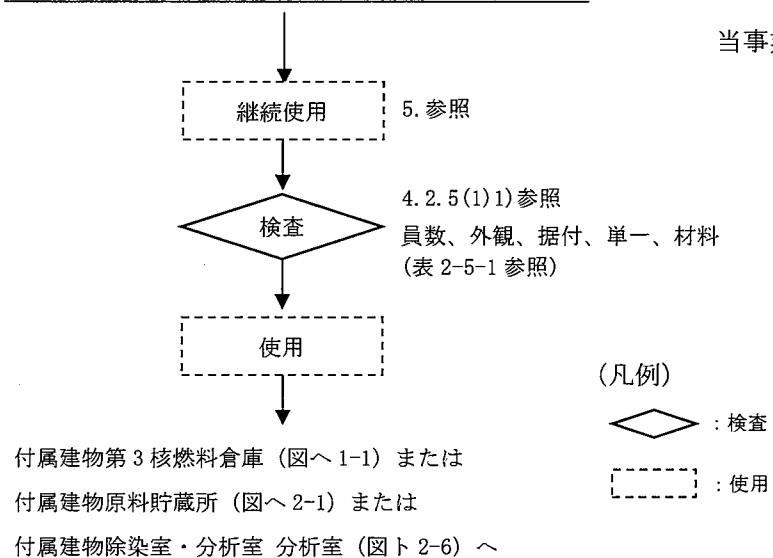 当事
継続使用
5.参照
検査
4.2.5(1)1)参照
員数、外観、据付、単一、材料
(表 2-5-1 参照)
使用
(凡例)
：検査
：使用
付属建物第 3 核燃料倉庫 (図ヘ 1-1) または
付属建物原料貯蔵所 (図ヘ 2-1) または
付属建物除染室・分析室 分析室 (図ト 2-6) へ